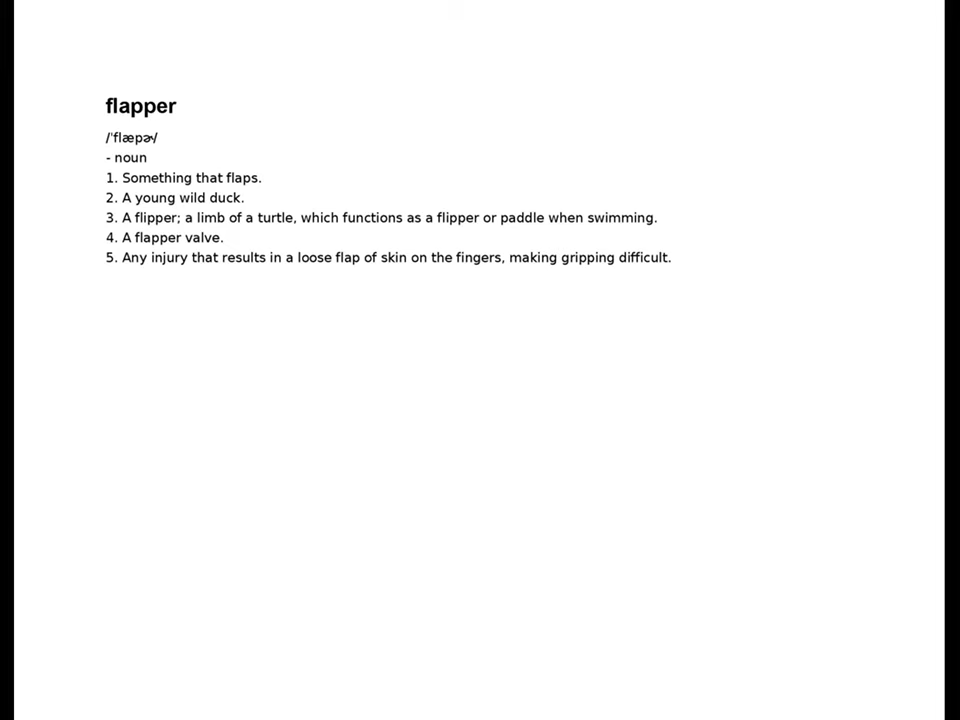 flapper
/ˈflæpɚ/
- noun
1. Something that flaps.
2. A young wild duck.
3. A flipper; a limb of a turtle, which functions as a flipper or paddle when swimming.
4. A flapper valve.
5. Any injury that results in a loose flap of skin on the fingers, making gripping difficult.